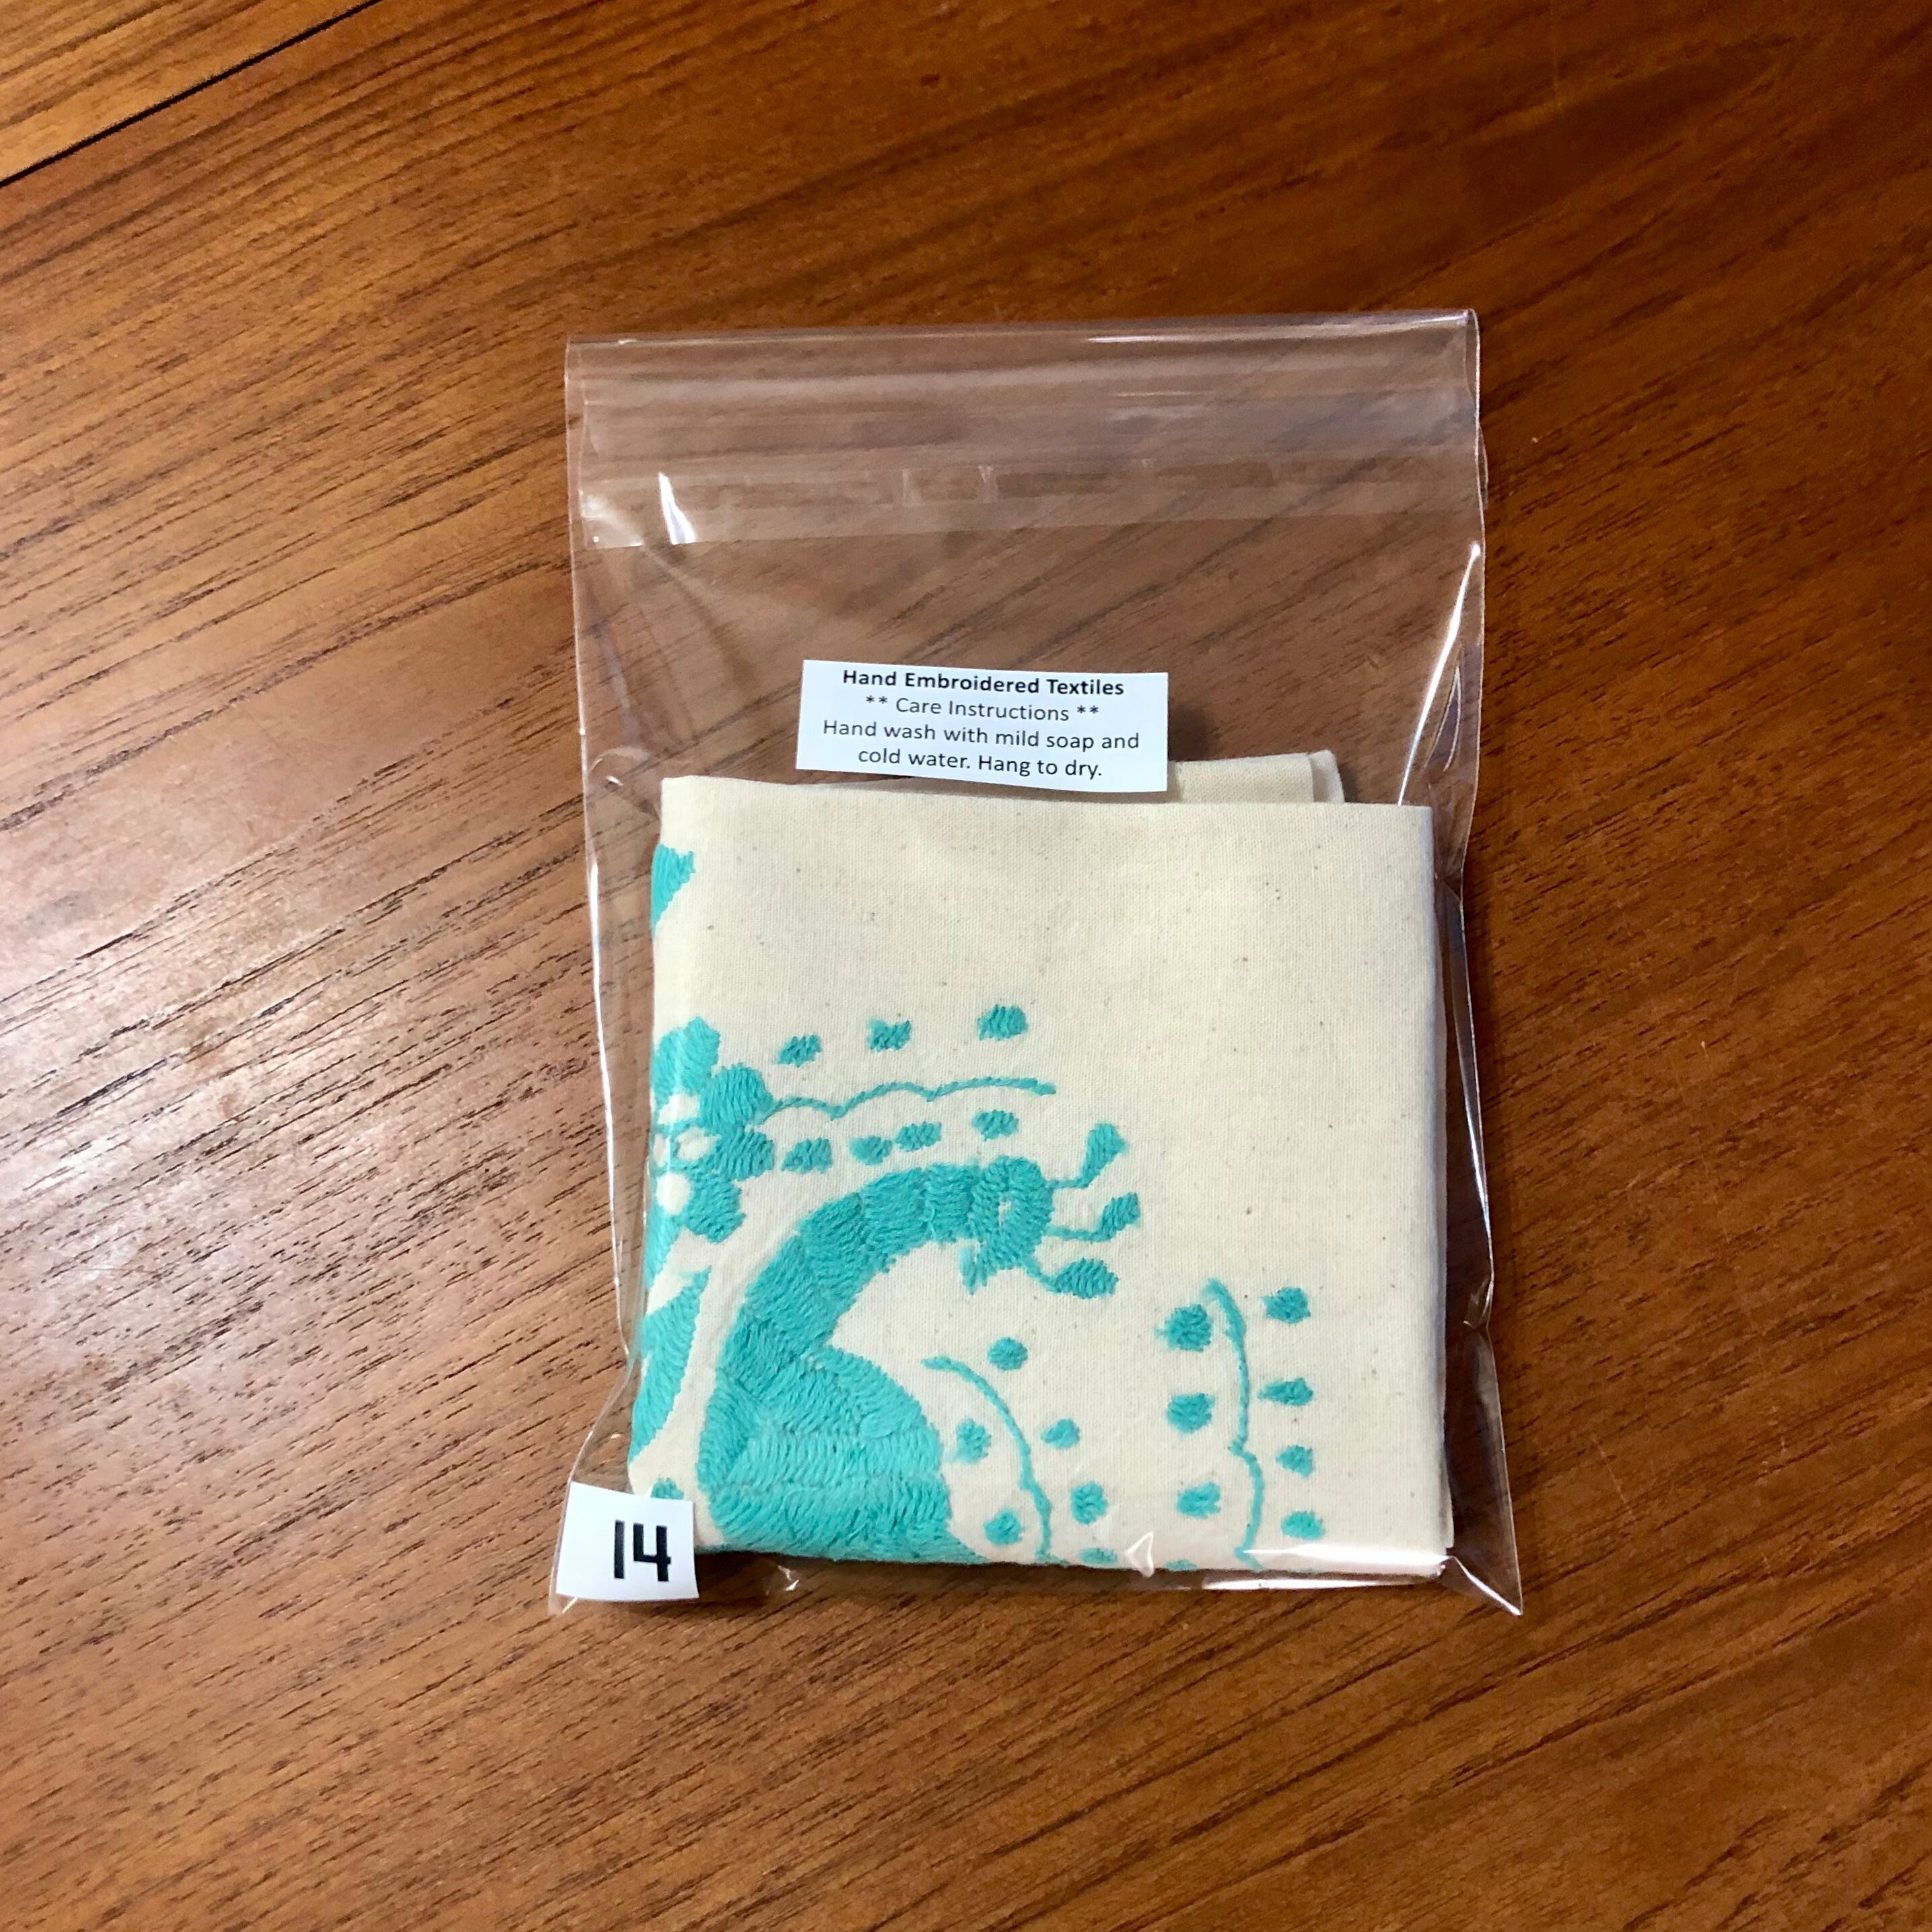 Hand Embroidered Textiles
** Care Instructions **
Hand wash with mild soap and
cold water. Hang to dry.
14